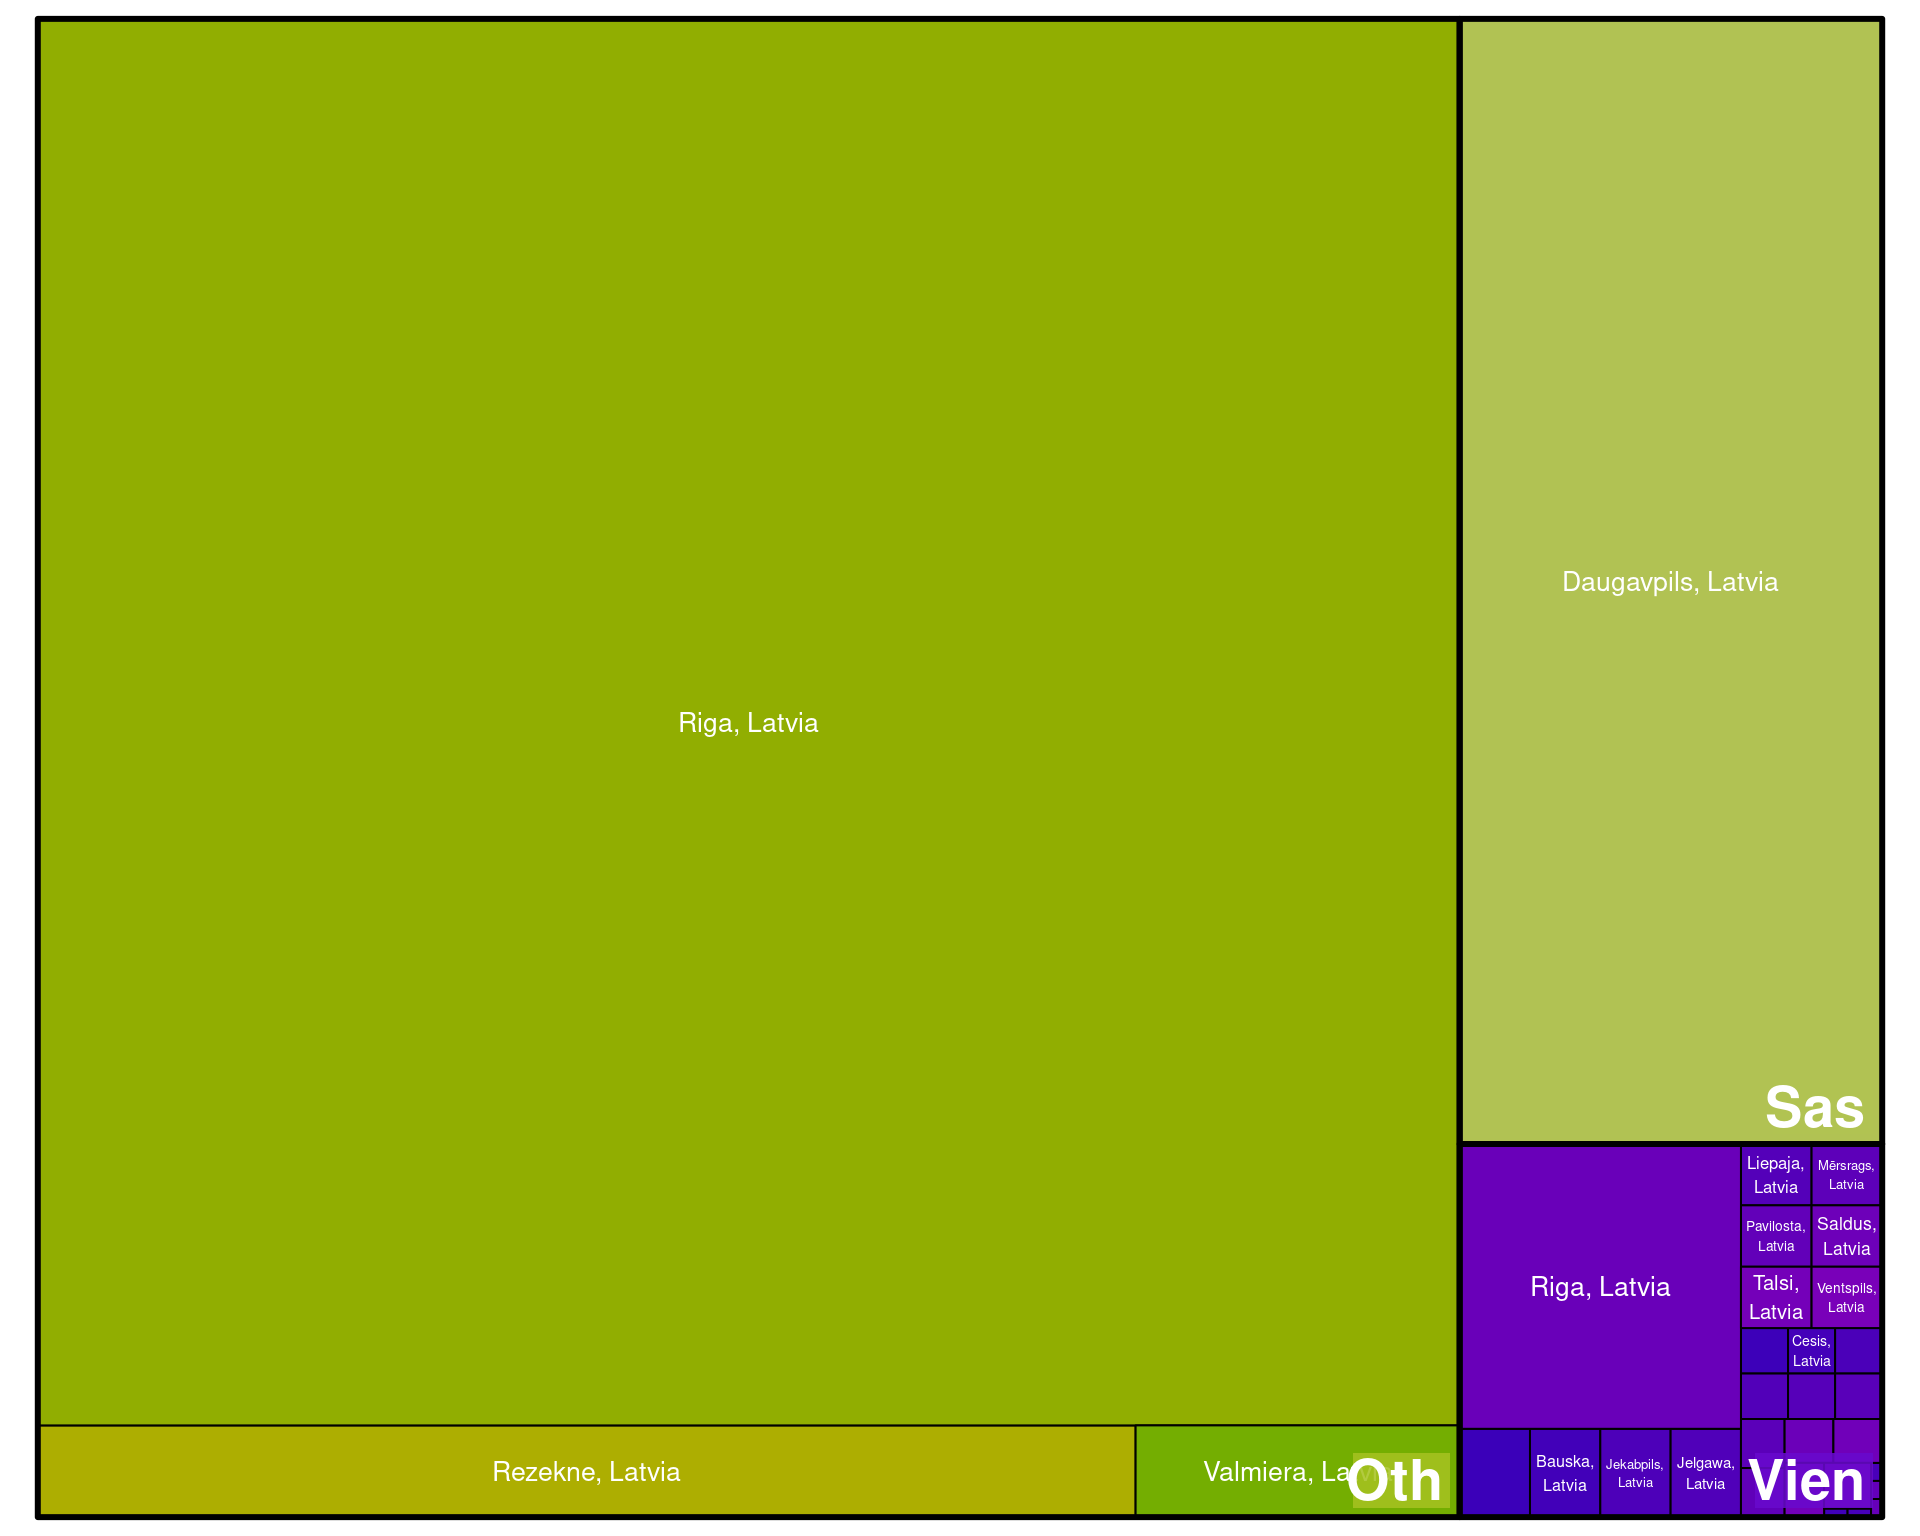 Riga, Latvia
Rezekne, Latvia
Valmiera, La
Oth
Daugavpils, Latvia
Sas
Riga, Latvia
Liepaja,
Latvia
Mērsrags,
Latvia
Pavilosta,
Latvia
Saldus,
Latvia
Talsi,
Latvia
Ventspils,
Latvia
Cesis,
Latvia
Bauska,
Latvia
Jekabpils,
Latvia
Jelgawa,
Latvia
Vien